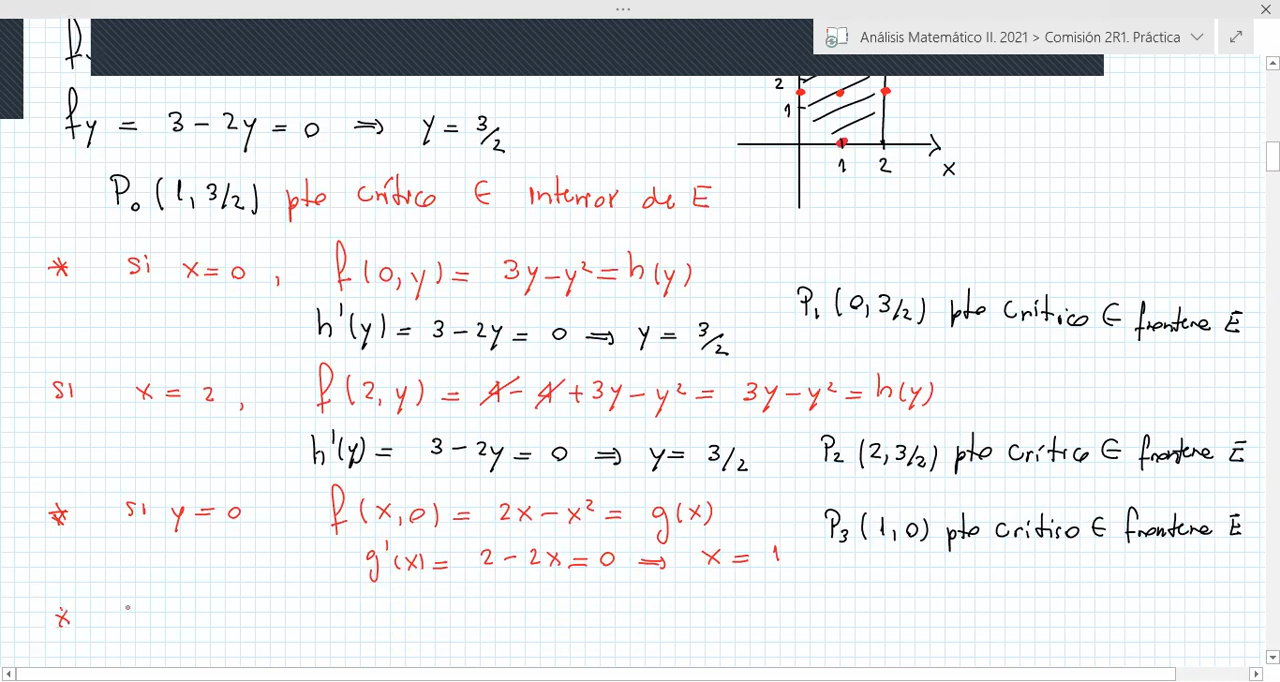 Análisis Matemático II. 2021 > Comisión 2R1. Práctica
2
1
1 2
x
fy = 3 - 2y = 0 ⇒ y = 3/2
P₀ (1, 3/2) pto crítico ∈ interior de E
* si x = 0 , f(0, y) = 3y - y² = h(y)
h'(y) = 3 - 2y = 0 ⇒ y = 3/2
P₁ (0, 3/2) pto crítico ∈ frontera E
si x = 2 , f(2, y) = 4 - 4 + 3y - y² = 3y - y² = h(y)
h'(y) = 3 - 2y = 0 ⇒ y = 3/2
P₂ (2, 3/2) pto crítico ∈ frontera E
* si y = 0 f(x, 0) = 2x - x² = g(x)
g'(x) = 2 - 2x = 0 ⇒ x = 1
P₃ (1, 0) pto crítico ∈ frontera E
*